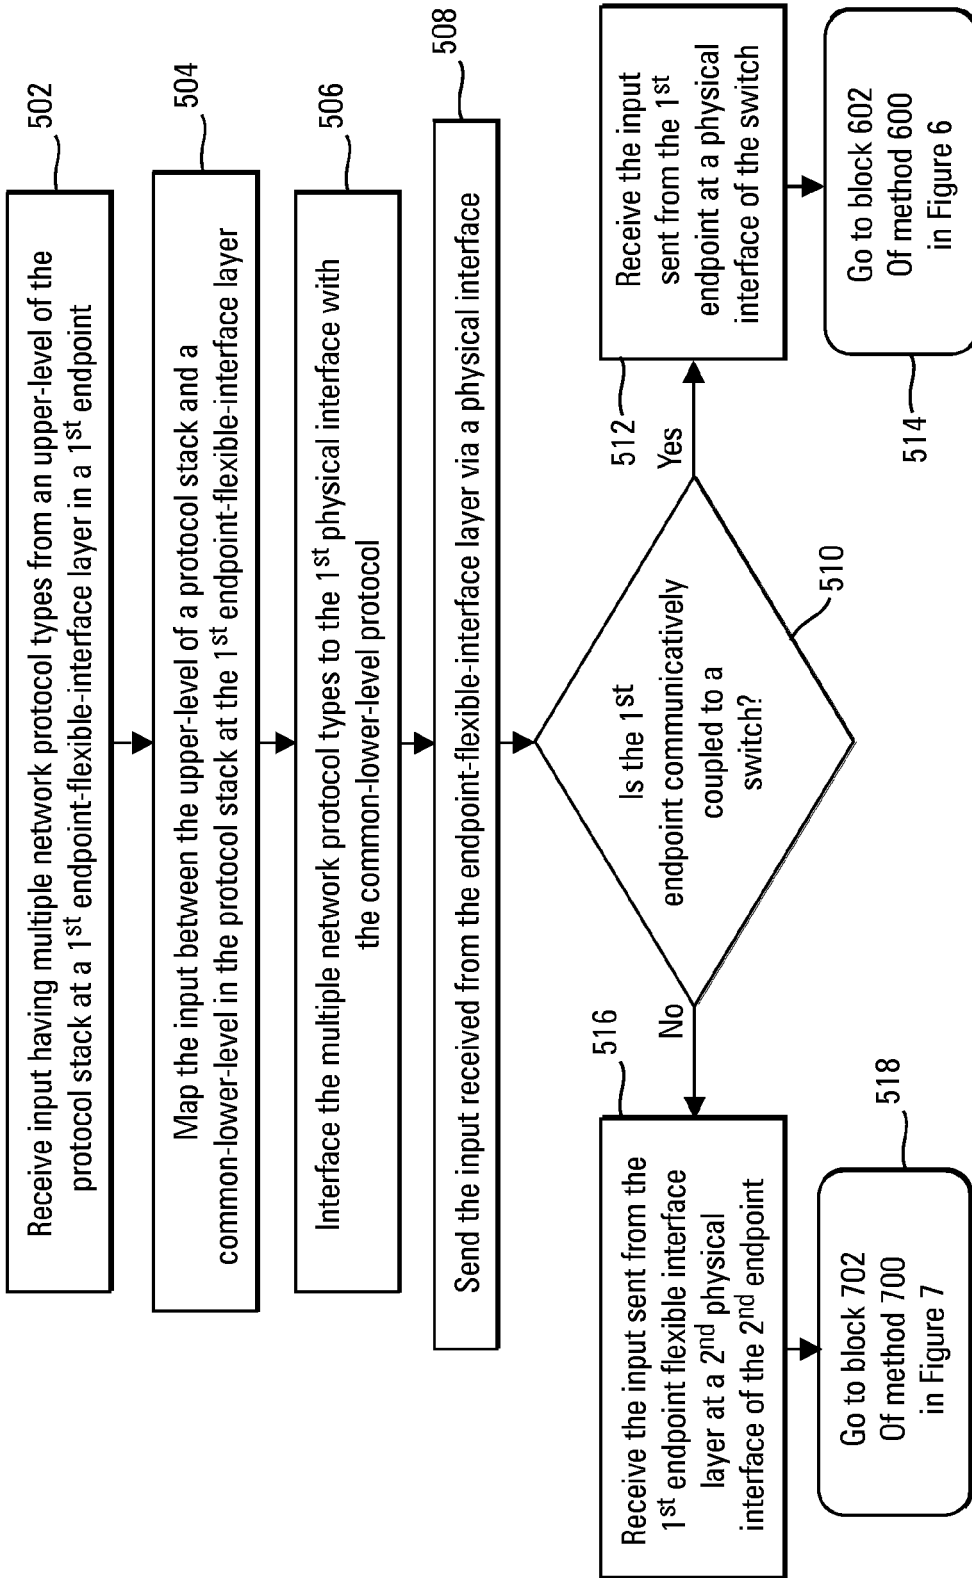 502
Receive input having multiple network protocol types from an upper-level of the
protocol stack at a 1st endpoint-flexible-interface layer in a 1st endpoint
504
Map the input between the upper-level of a protocol stack and a
common-lower-level in the protocol stack at the 1st endpoint-flexible-interface layer
506
Interface the multiple network protocol types to the 1st physical interface with
the common-lower-level protocol
508
Send the input received from the endpoint-flexible-interface layer via a physical interface
510
Is the 1st
endpoint communicatively
coupled to a
switch?
No
Yes
516
Receive the input sent from the
1st endpoint flexible interface
layer at a 2nd physical
interface of the 2nd endpoint
518
Go to block 702
Of method 700
in Figure 7
512
Receive the input
sent from the 1st
endpoint at a physical
interface of the switch
514
Go to block 602
Of method 600
in Figure 6